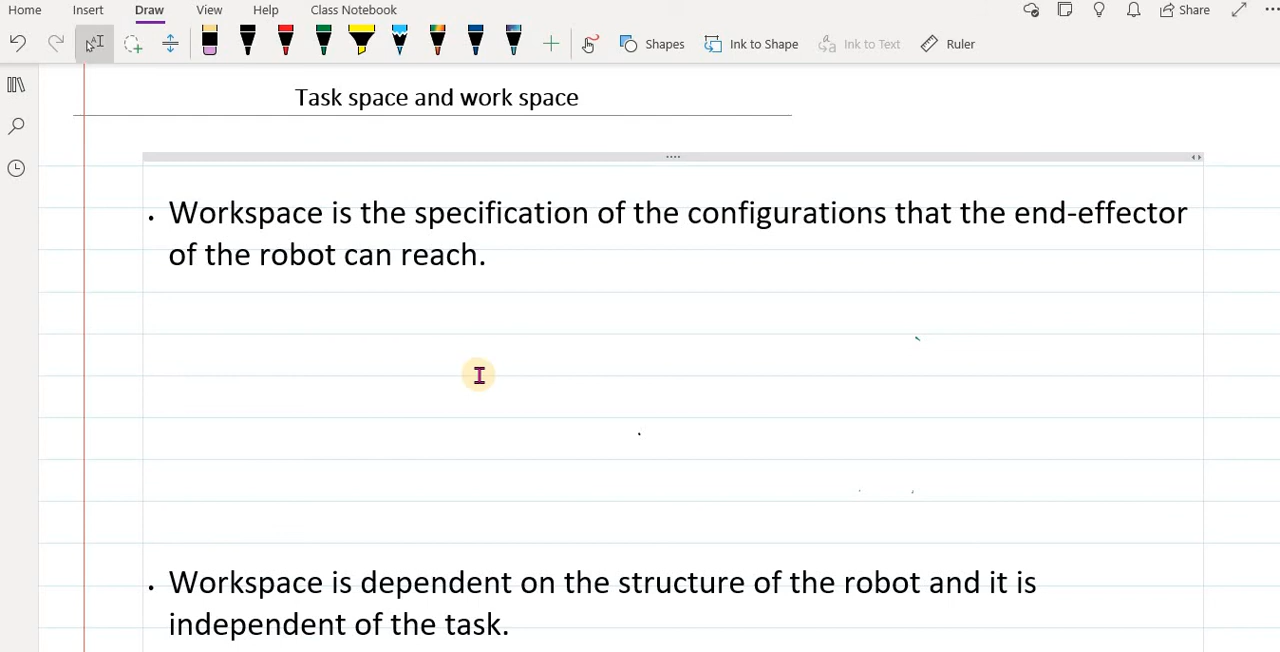 Home Insert Draw View Help Class Notebook Share
Shapes Ink to Shape Ink to Text Ruler
Task space and work space
• Workspace is the specification of the configurations that the end-effector
of the robot can reach.
• Workspace is dependent on the structure of the robot and it is
independent of the task.